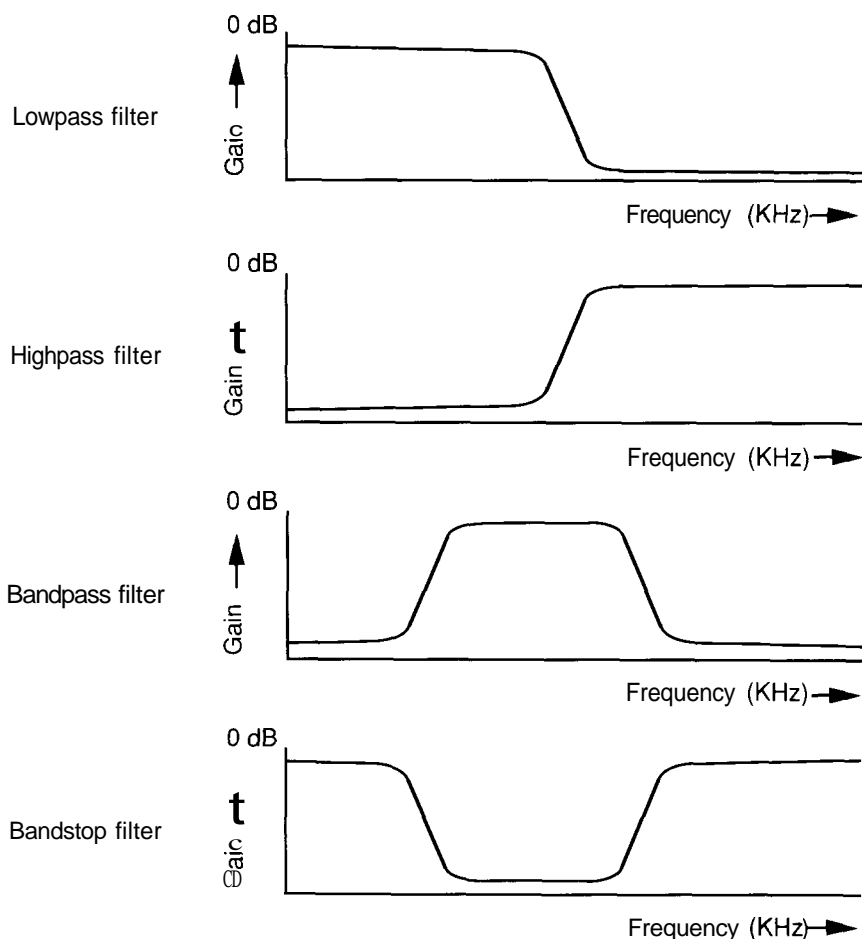 0 dB
Lowpass filter
Gain
Frequency (KHz)
0 dB
Highpass filter
Gain
t
Frequency (KHz)
0 dB
Bandpass filter
Gain
Frequency (KHz)
0 dB
Bandstop filter
Gain
t
Frequency (KHz)